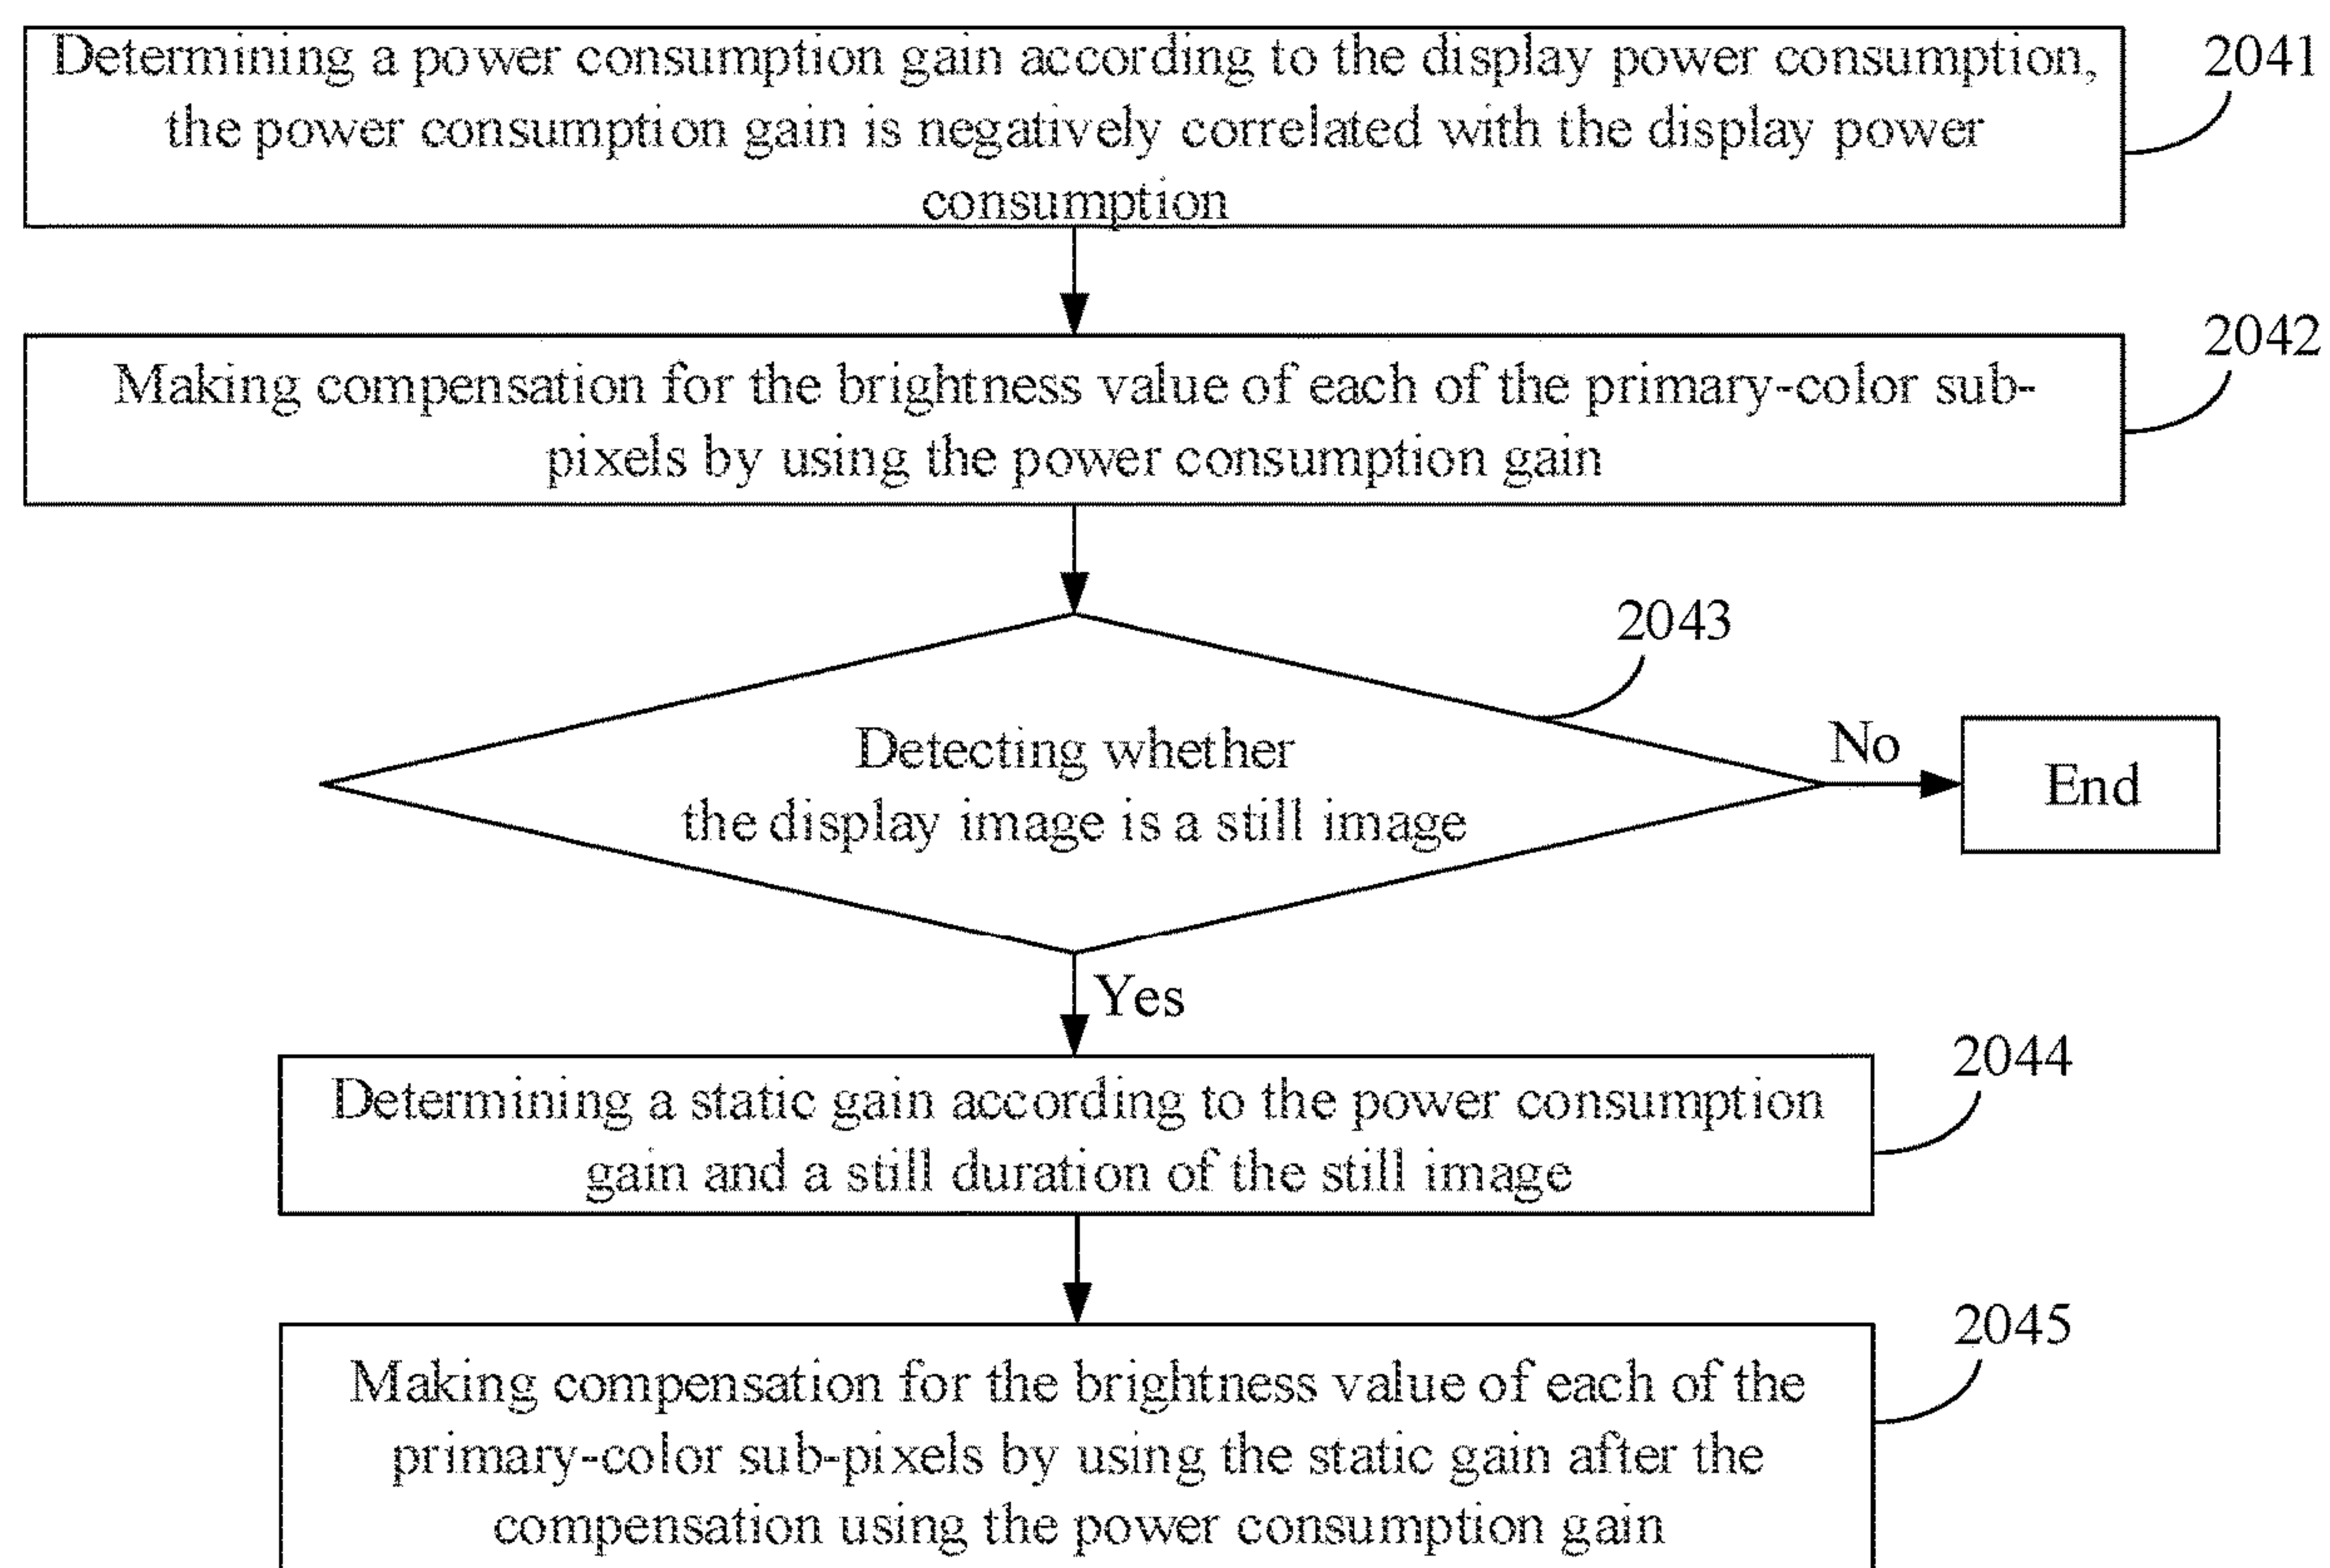 Determining a power consumption gain according to the display power consumption,
the power consumption gain is negatively correlated with the display power
consumption
2041
Making compensation for the brightness value of each of the primary-color sub-
pixels by using the power consumption gain
2042
2043
Detecting whether
the display image is a still image
No
End
Yes
Determining a static gain according to the power consumption
gain and a still duration of the still image
2044
Making compensation for the brightness value of each of the
primary-color sub-pixels by using the static gain after the
compensation using the power consumption gain
2045